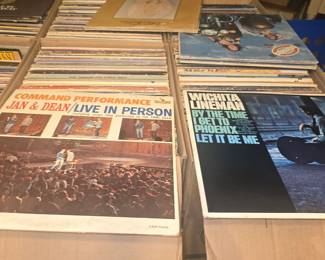 COMMAND PERFORMANCE
JAN & DEAN/LIVE IN PERSON
WICHITA
LINEMAN
BY THE TIME
I GET TO
PHOENIX
LET IT BE ME